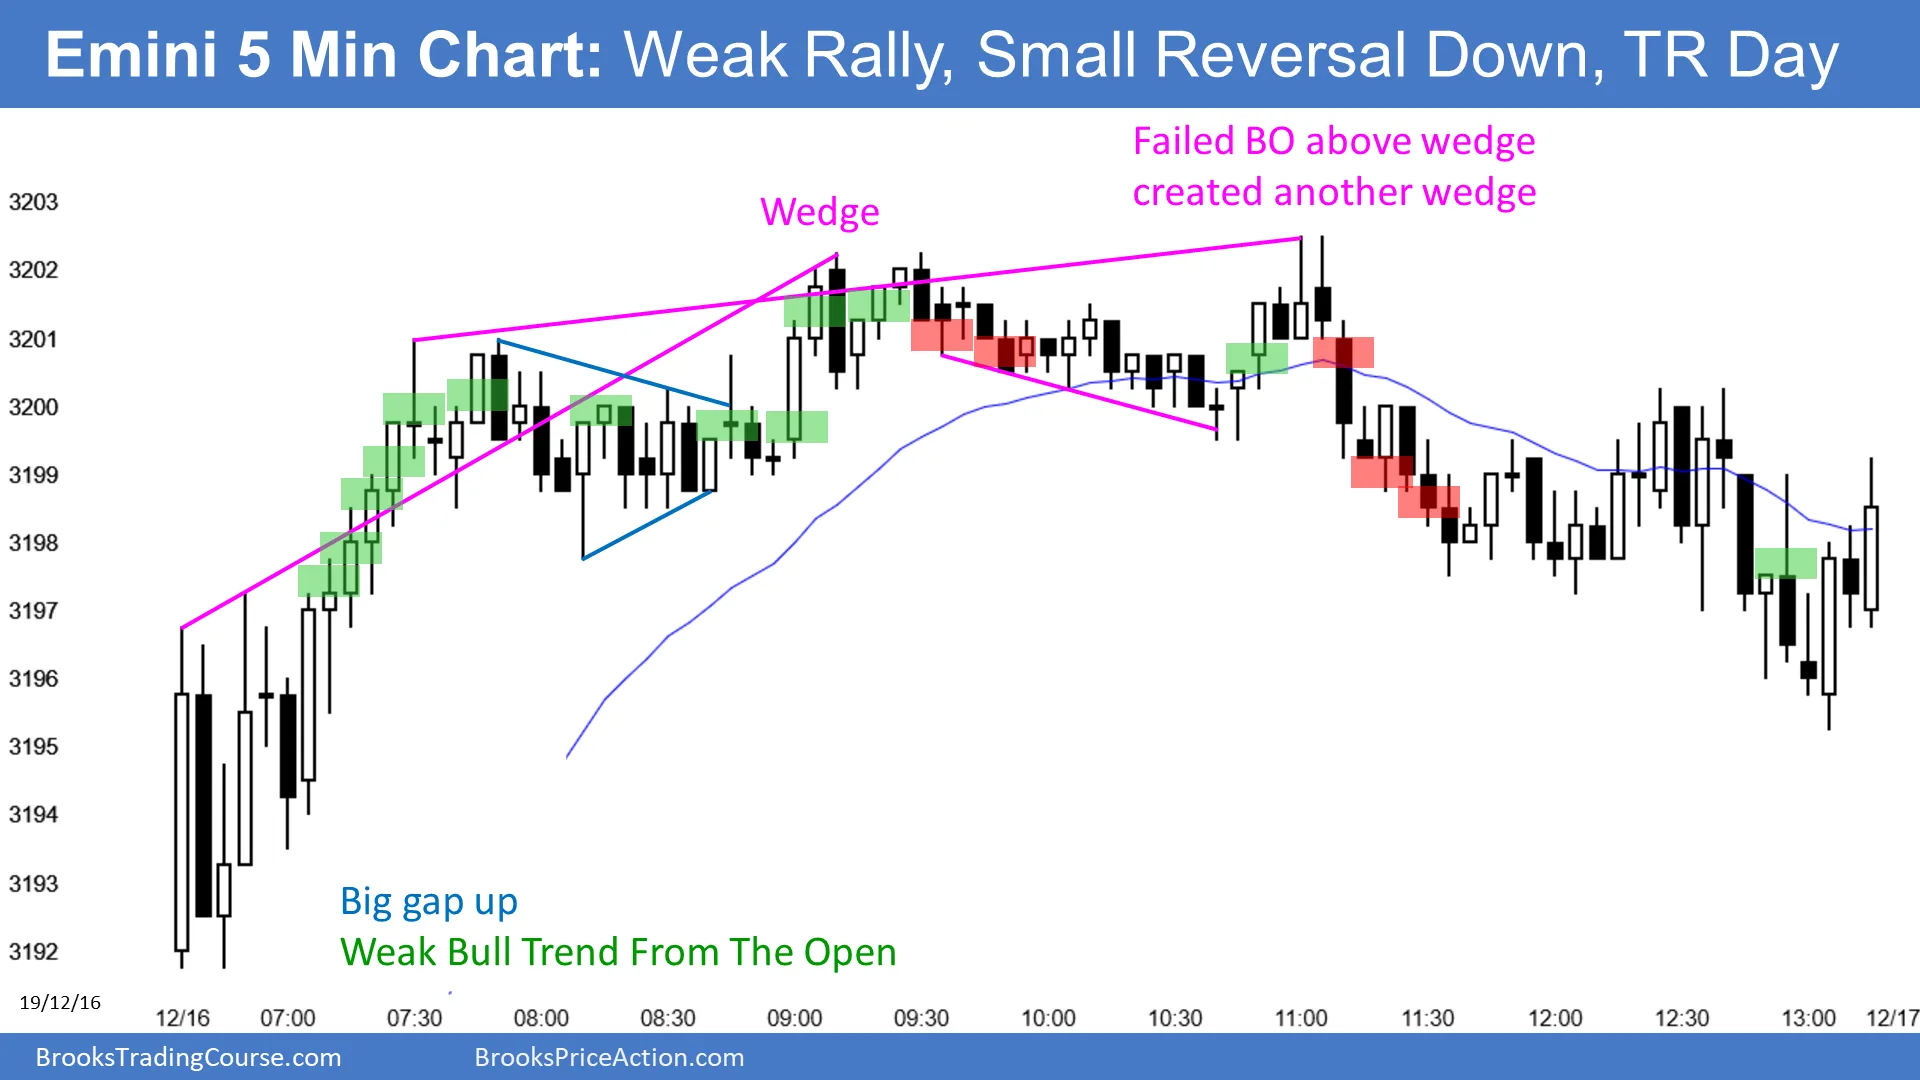 Emini 5 Min Chart: Weak Rally, Small Reversal Down, TR Day
Failed BO above wedge
created another wedge
Wedge
3203
3202
3201
3200
3199
3198
3197
3196
3195
3194
3193
3192
Big gap up
Weak Bull Trend From The Open
19/12/16
12/16 07:00 07:30 08:00 08:30 09:00 09:30 10:00 10:30 11:00 11:30 12:00 12:30 13:00 12/17
BrooksTradingCourse.com BrooksPriceAction.com